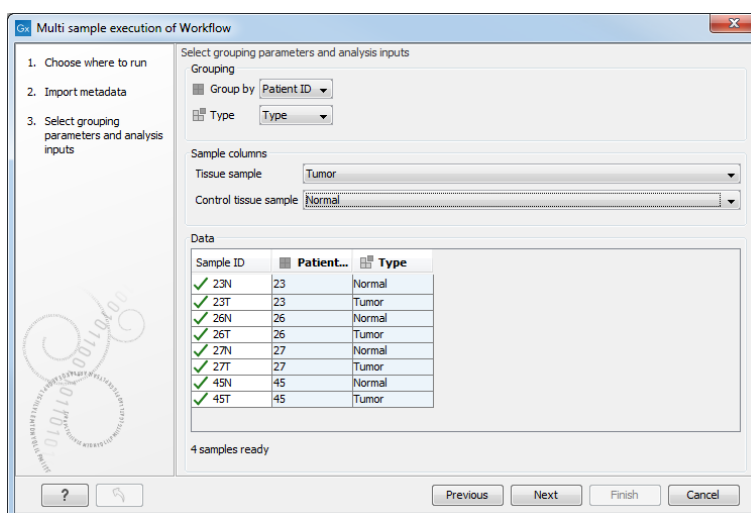 Gx Multi sample execution of Workflow
1. Choose where to run
2. Import metadata
3. Select grouping
parameters and analysis
inputs
Select grouping parameters and analysis inputs
Grouping
Group by Patient ID
Type Type
Sample columns
Tissue sample Tumor
Control tissue sample Normal
Data
Sample ID Patient... Type
23N 23 Normal
23T 23 Tumor
26N 26 Normal
26T 26 Tumor
27N 27 Normal
27T 27 Tumor
45N 45 Normal
45T 45 Tumor
4 samples ready
? Previous Next Finish Cancel